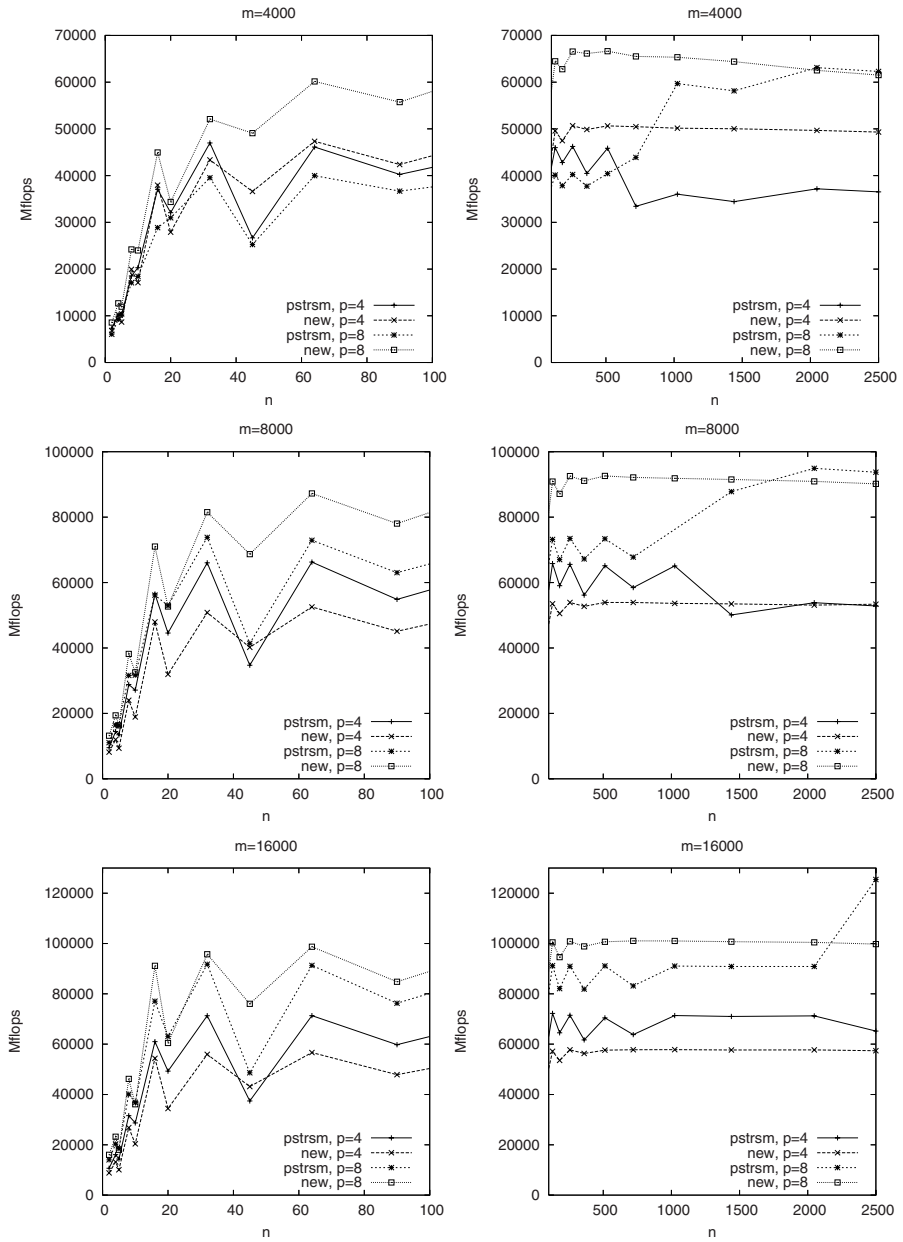 m=4000
70000
60000
50000
40000
30000
20000
10000
0
Mflops
0 20 40 60 80 100
n
pstrsm, p=4
new, p=4
pstrsm, p=8
new, p=8
m=4000
70000
60000
50000
40000
30000
20000
10000
0
Mflops
500 1000 1500 2000 2500
n
pstrsm, p=4
new, p=4
pstrsm, p=8
new, p=8
m=8000
100000
80000
60000
40000
20000
0
Mflops
0 20 40 60 80 100
n
pstrsm, p=4
new, p=4
pstrsm, p=8
new, p=8
m=8000
100000
80000
60000
40000
20000
0
Mflops
500 1000 1500 2000 2500
n
pstrsm, p=4
new, p=4
pstrsm, p=8
new, p=8
m=16000
120000
100000
80000
60000
40000
20000
0
Mflops
0 20 40 60 80 100
n
pstrsm, p=4
new, p=4
pstrsm, p=8
new, p=8
m=16000
120000
100000
80000
60000
40000
20000
0
Mflops
500 1000 1500 2000 2500
n
pstrsm, p=4
new, p=4
pstrsm, p=8
new, p=8